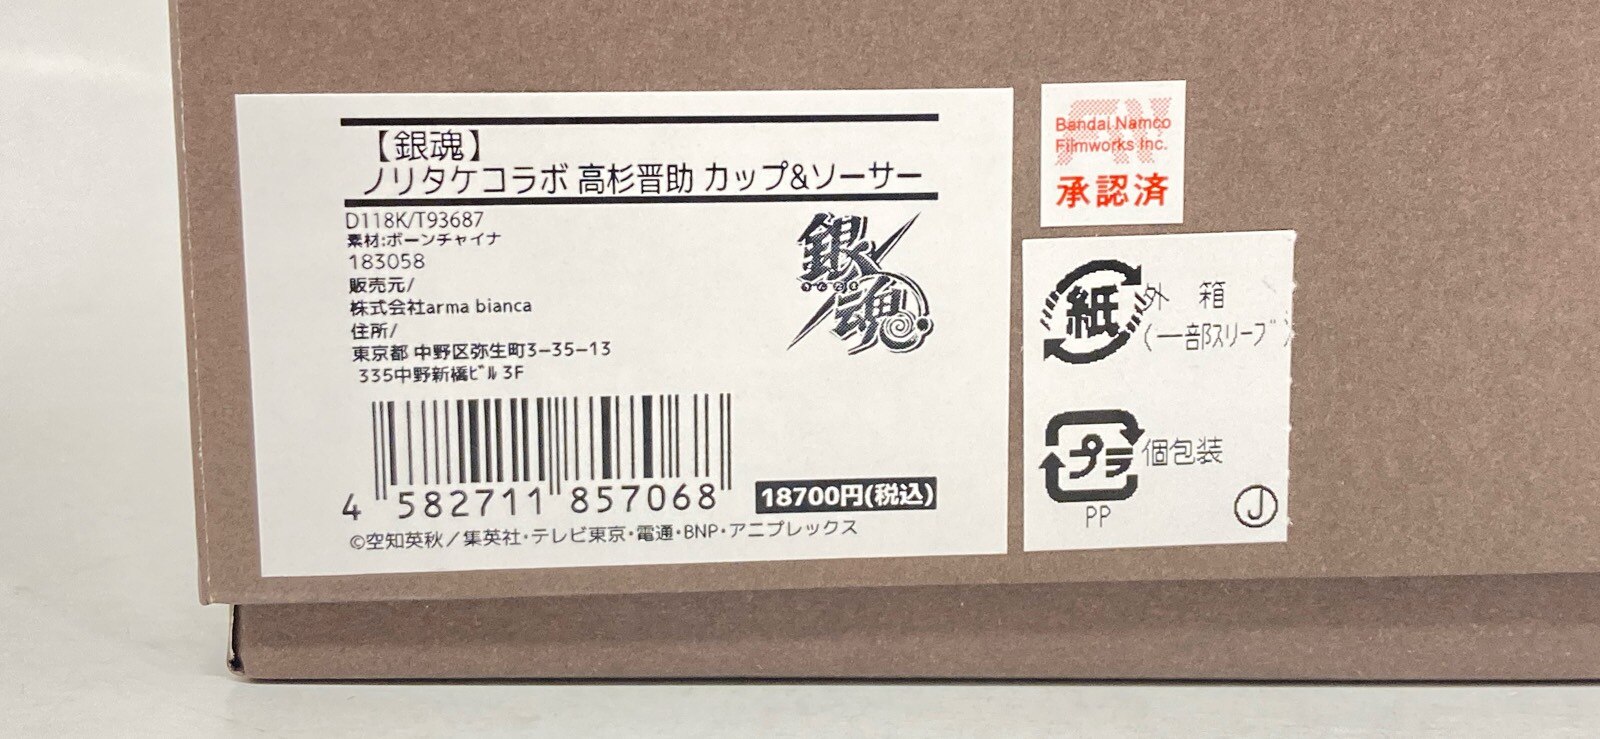 【銀魂】
ノリタケコラボ 高杉晋助 カップ&ソーサー
D118K/T93687
素材:ボーンチャイナ
183058
販売元/
株式会社arma bianca
住所/
東京都 中野区弥生町3-35-13
335中野新橋ビル 3F
4 582711 857068
18700円(税込)
©空知英秋/集英社・テレビ東京・電通・BNP・アニプレックス
銀魂
Bandai Namco
Filmworks Inc.
承認済
紙 外 箱
(一部スリーブ)
プラ 個包装
PP
J